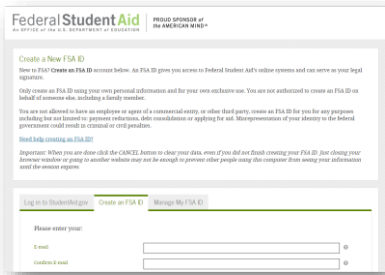 Federal Student Aid
PROUD SPONSOR of
the AMERICAN MIND®
An OFFICE of the U.S. DEPARTMENT of EDUCATION
Create a New FSA ID
New to FSA? Create an FSA ID account below. An FSA ID gives you access to Federal Student Aid's online systems and can serve as your legal
signature.
Only create an FSA ID using your own personal information and for your own exclusive use. You are not authorized to create an FSA ID on
behalf of someone else, including a family member.
You are not allowed to have an employee or agent of a commercial entity, or other third party, create an FSA ID for you for any purposes
including but not limited to: payment reductions, debt consolidation or applying for aid. Misrepresentation of your identity to the federal
government could result in criminal or civil penalties.
Need help creating an FSA ID?
Important: When you are done click the CANCEL button to clear your data, even if you did not finish creating your FSA ID. Just closing your
browser window or going to another website may not be enough to prevent other people using this computer from seeing your information
until the session expires.
Log in to StudentAid.gov
Create an FSA ID
Manage My FSA ID
Please enter your:
E-mail
Confirm E-mail